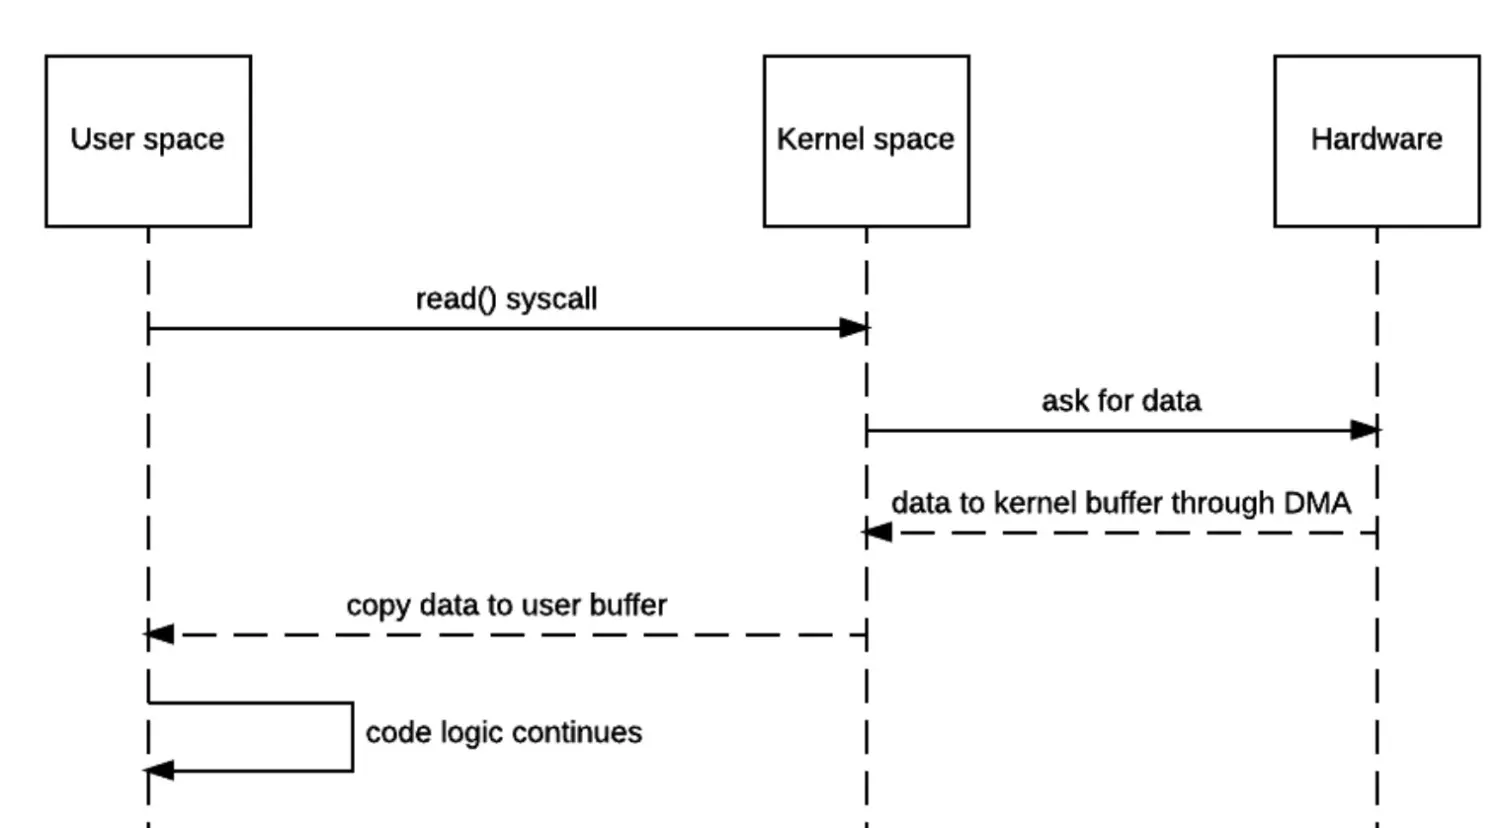 User space
Kernel space
Hardware
read() syscall
ask for data
data to kernel buffer through DMA
copy data to user buffer
code logic continues